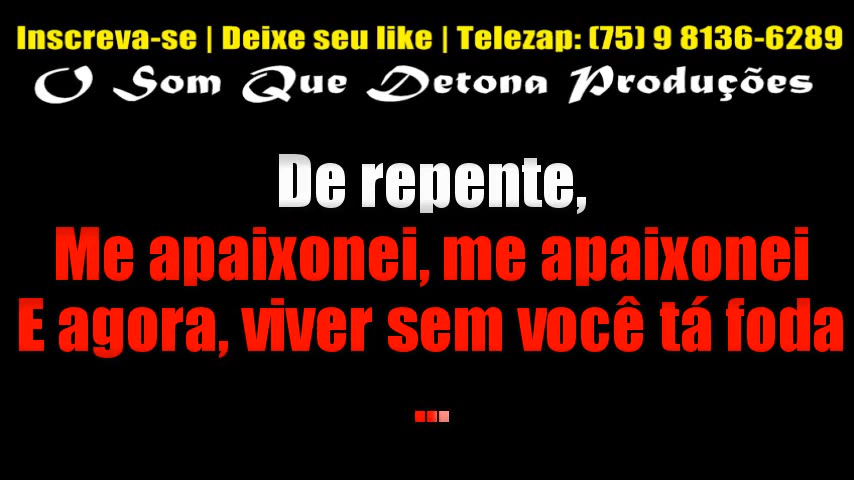 Inscreva-se | Deixe seu like | Telezap: (75) 9 8136-6289
O Som Que Detona Produções
De repente,
Me apaixonei, me apaixonei
E agora, viver sem você tá foda